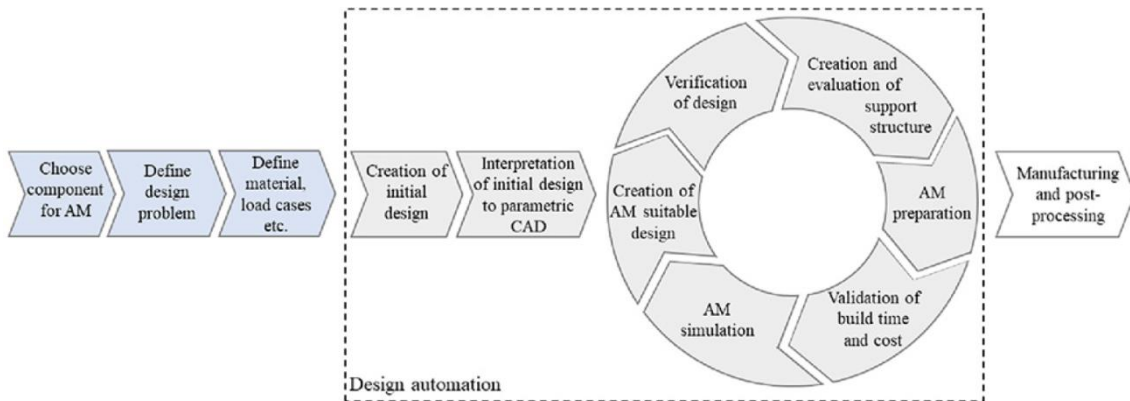 Choose
component
for AM
Define
design
problem
Define
material,
load cases
etc.
Creation of
initial
design
Interpretation
of initial design
to parametric
CAD
Creation of
AM suitable
design
Verification
of design
Creation and
evaluation of
support
structure
AM
preparation
Validation of
build time
and cost
AM
simulation
Manufacturing
and post-
processing
Design automation